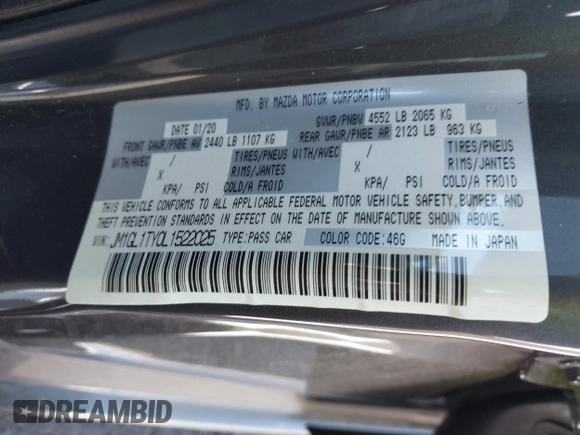 MFD. BY MAZDA MOTOR CORPORATION
DATE 01/20 GVWR/PNBV 4552 LB 2065 KG
FRONT GAWR/PNBE AV 2440 LB 1107 KG REAR GAWR/PNBE AR 2123 LB 963 KG
WITH/AVEC / TIRES/PNEUS WITH/AVEC / TIRES/PNEUS
X RIMS/JANTES X RIMS/JANTES
KPA/ PSI COLD/A FROID KPA/ PSI COLD/A FROID
THIS VEHICLE CONFORMS TO ALL APPLICABLE FEDERAL MOTOR VEHICLE SAFETY, BUMPER, AND
THEFT PREVENTION STANDARDS IN EFFECT ON THE DATE OF MANUFACTURE SHOWN ABOVE.
VIN: JM1GL1TY0L1522025 TYPE:PASS CAR COLOR CODE:46G MADE IN JAPAN
DREAMBID